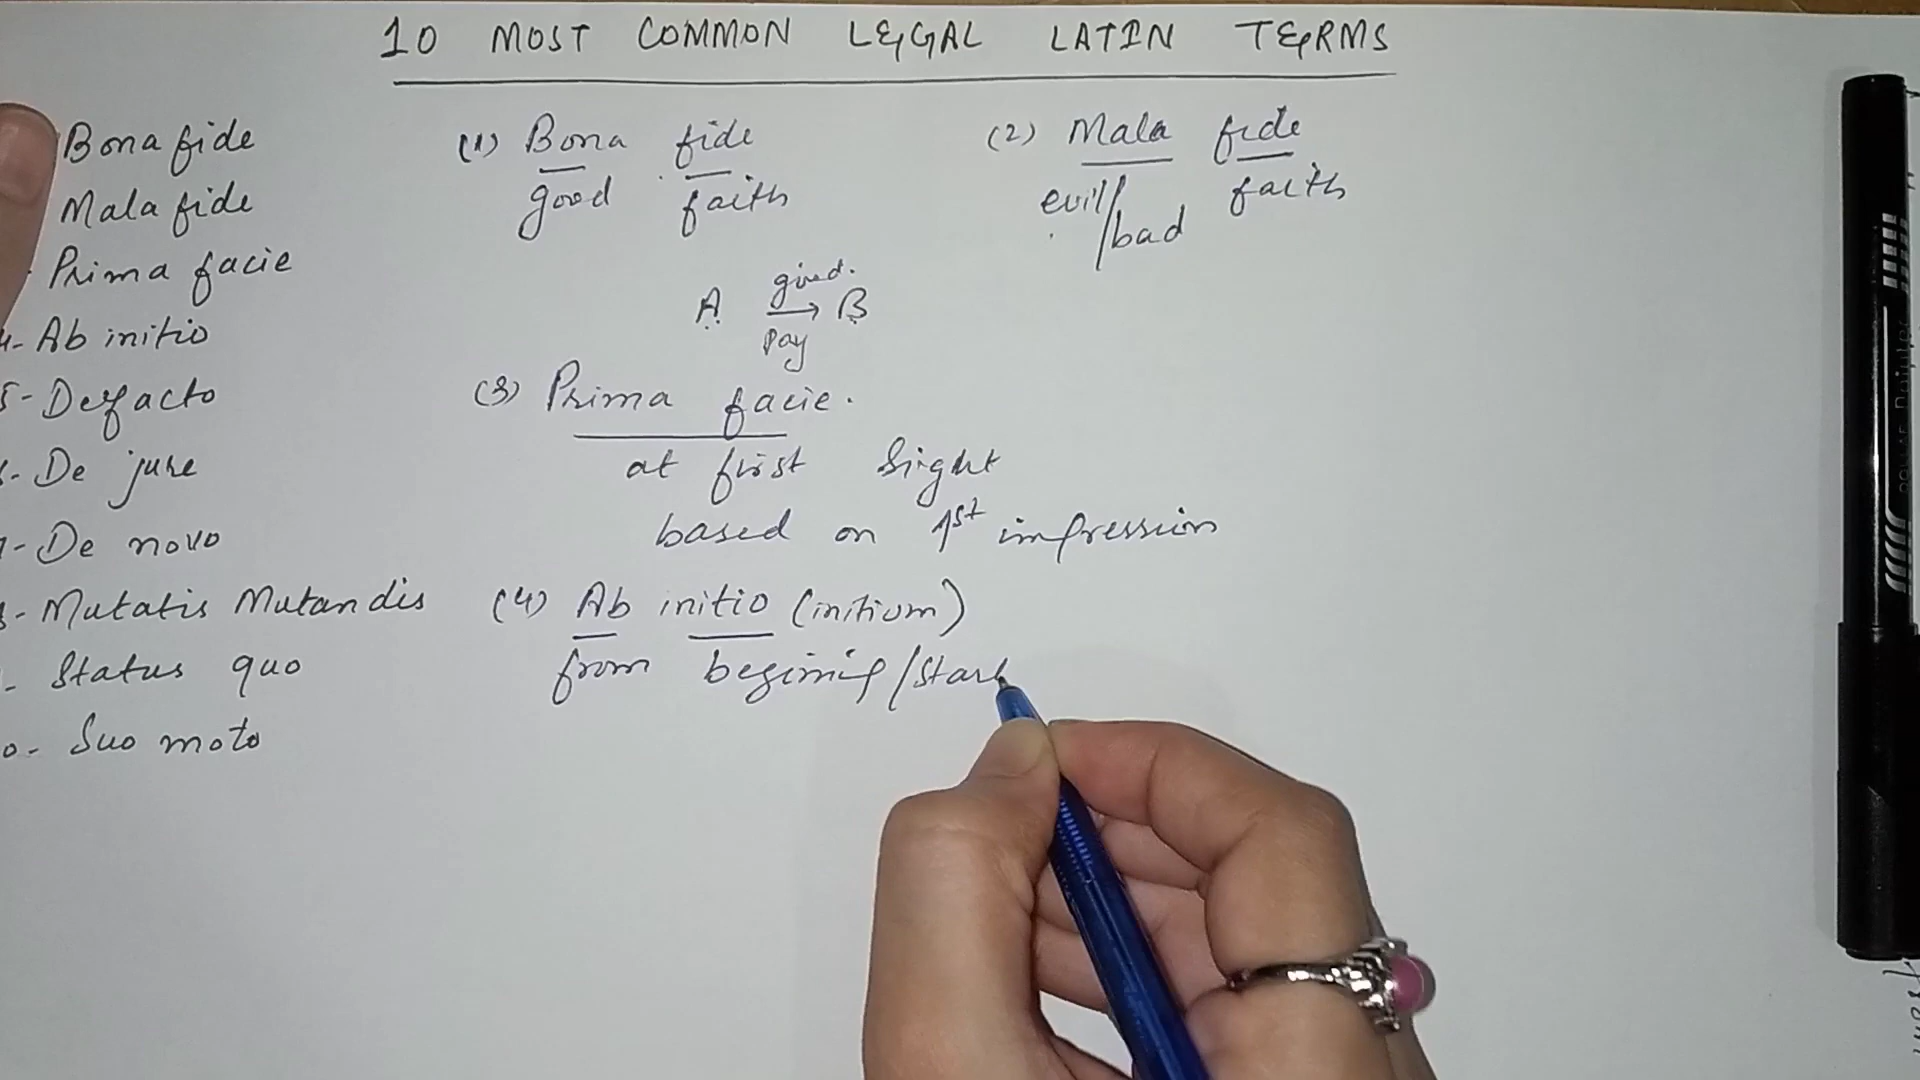 10 MOST COMMON LEGAL LATIN TERMS
Bona fide
Mala fide
Prima facie
4- Ab initio
5- Defacto
6- De jure
7- De novo
8- Mutatis Mutandis
- Status quo
0- Suo moto
(1) Bona fide
good faith
(2) Mala fide
evil/ faith
/bad
good.
A → B
Pay
(3) Prima facie.
at first sight
based on 1st impression
(4) Ab initio (initium)
from begining/Start